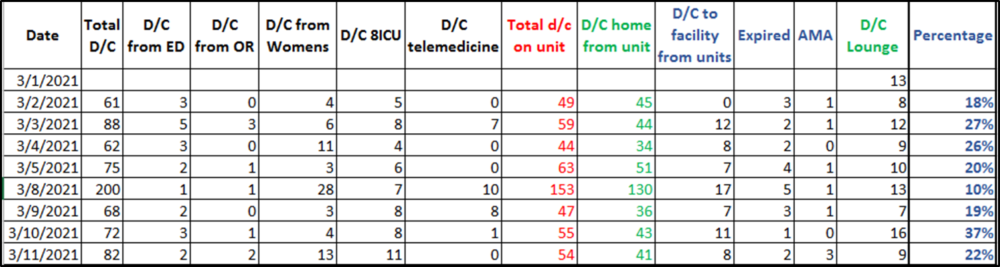 Date Total D/C D/C from ED D/C from OR D/C from Womens D/C 8ICU D/C telemedicine Total d/c on unit D/C home from unit D/C to facility from units Expired AMA D/C Lounge Percentage
3/1/2021 13
3/2/2021 61 3 0 4 5 0 49 45 0 3 1 8 18%
3/3/2021 88 5 3 6 8 7 59 44 12 2 1 12 27%
3/4/2021 62 3 0 11 4 0 44 34 8 2 0 9 26%
3/5/2021 75 2 1 3 6 0 63 51 7 4 1 10 20%
3/8/2021 200 1 1 28 7 10 153 130 17 5 1 13 10%
3/9/2021 68 2 0 3 8 8 47 36 7 3 1 7 19%
3/10/2021 72 3 1 4 8 1 55 43 11 1 0 16 37%
3/11/2021 82 2 2 13 11 0 54 41 8 2 3 9 22%